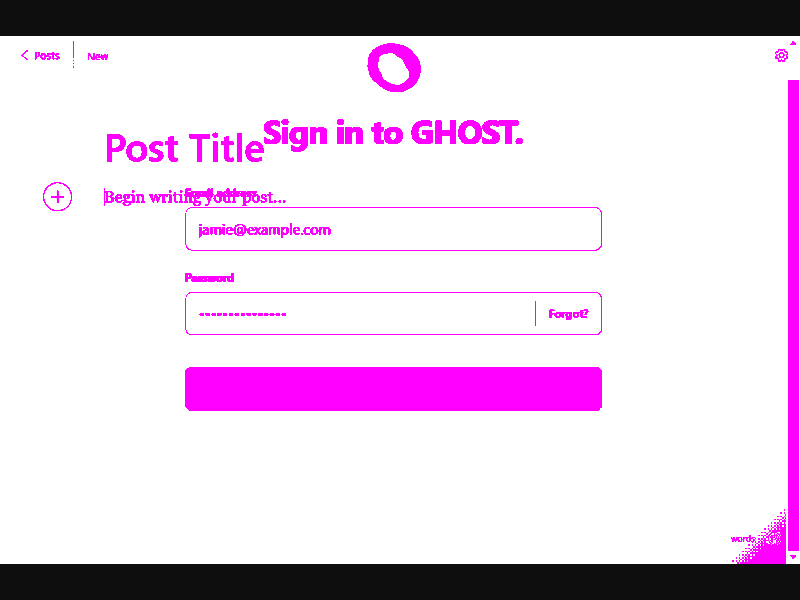 Posts
New
Sign in to GHOST.
Post Title
Email address
Begin writing your post...
jamie@example.com
Password
Forgot?
words